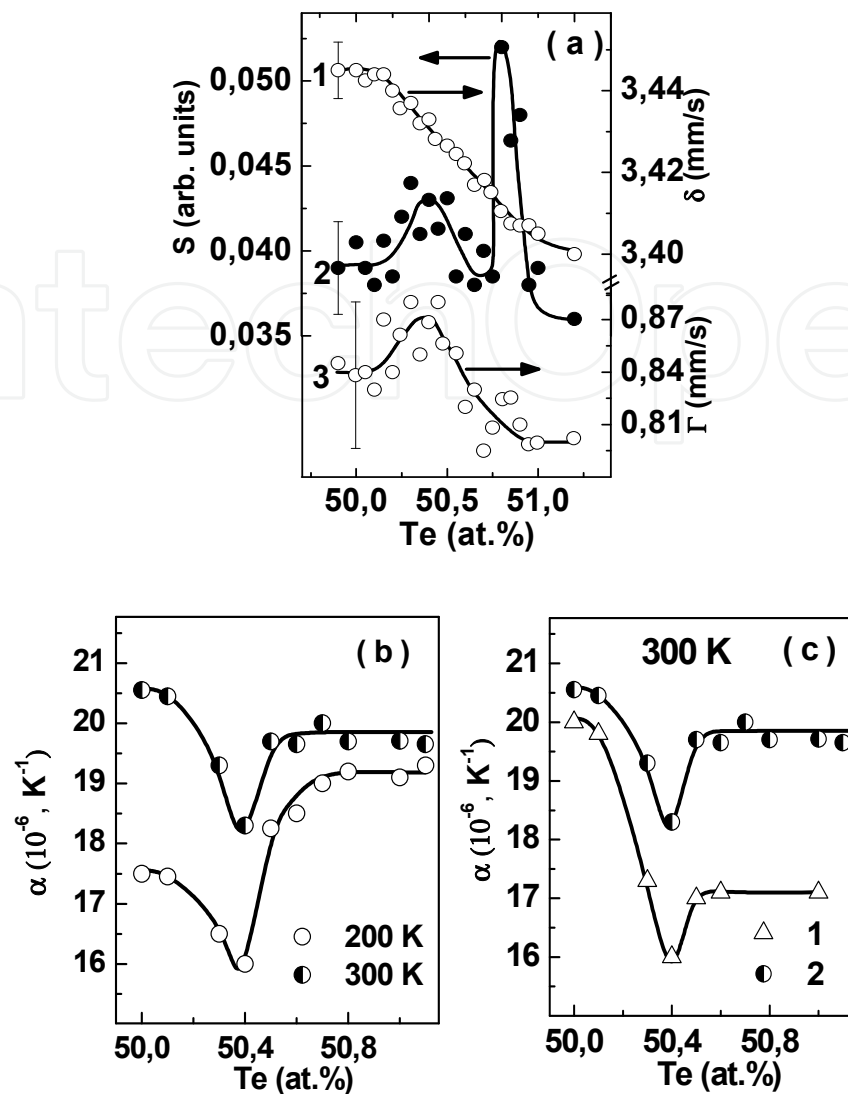 ( a )
S (arb. units)
0,050
0,045
0,040
0,035
1
2
3
3,44
3,42
3,40
δ (mm/s)
0,87
0,84
0,81
Γ (mm/s)
50,0 50,5 51,0
Te (at.%)
ntechOpe
( b )
α (10⁻⁶, K⁻¹)
21
20
19
18
17
16
200 K
300 K
50,0 50,4 50,8
Te (at.%)
300 K ( c )
α (10⁻⁶, K⁻¹)
21
20
19
18
17
16
1
2
50,0 50,4 50,8
Te (at.%)